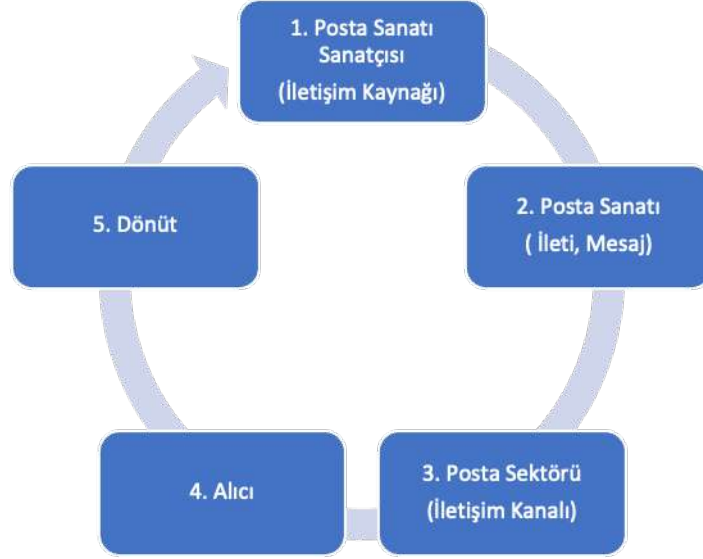 1. Posta Sanatı
Sanatçısı
(İletişim Kaynağı)
2. Posta Sanatı
( İleti, Mesaj)
3. Posta Sektörü
(İletişim Kanalı)
4. Alıcı
5. Dönüt